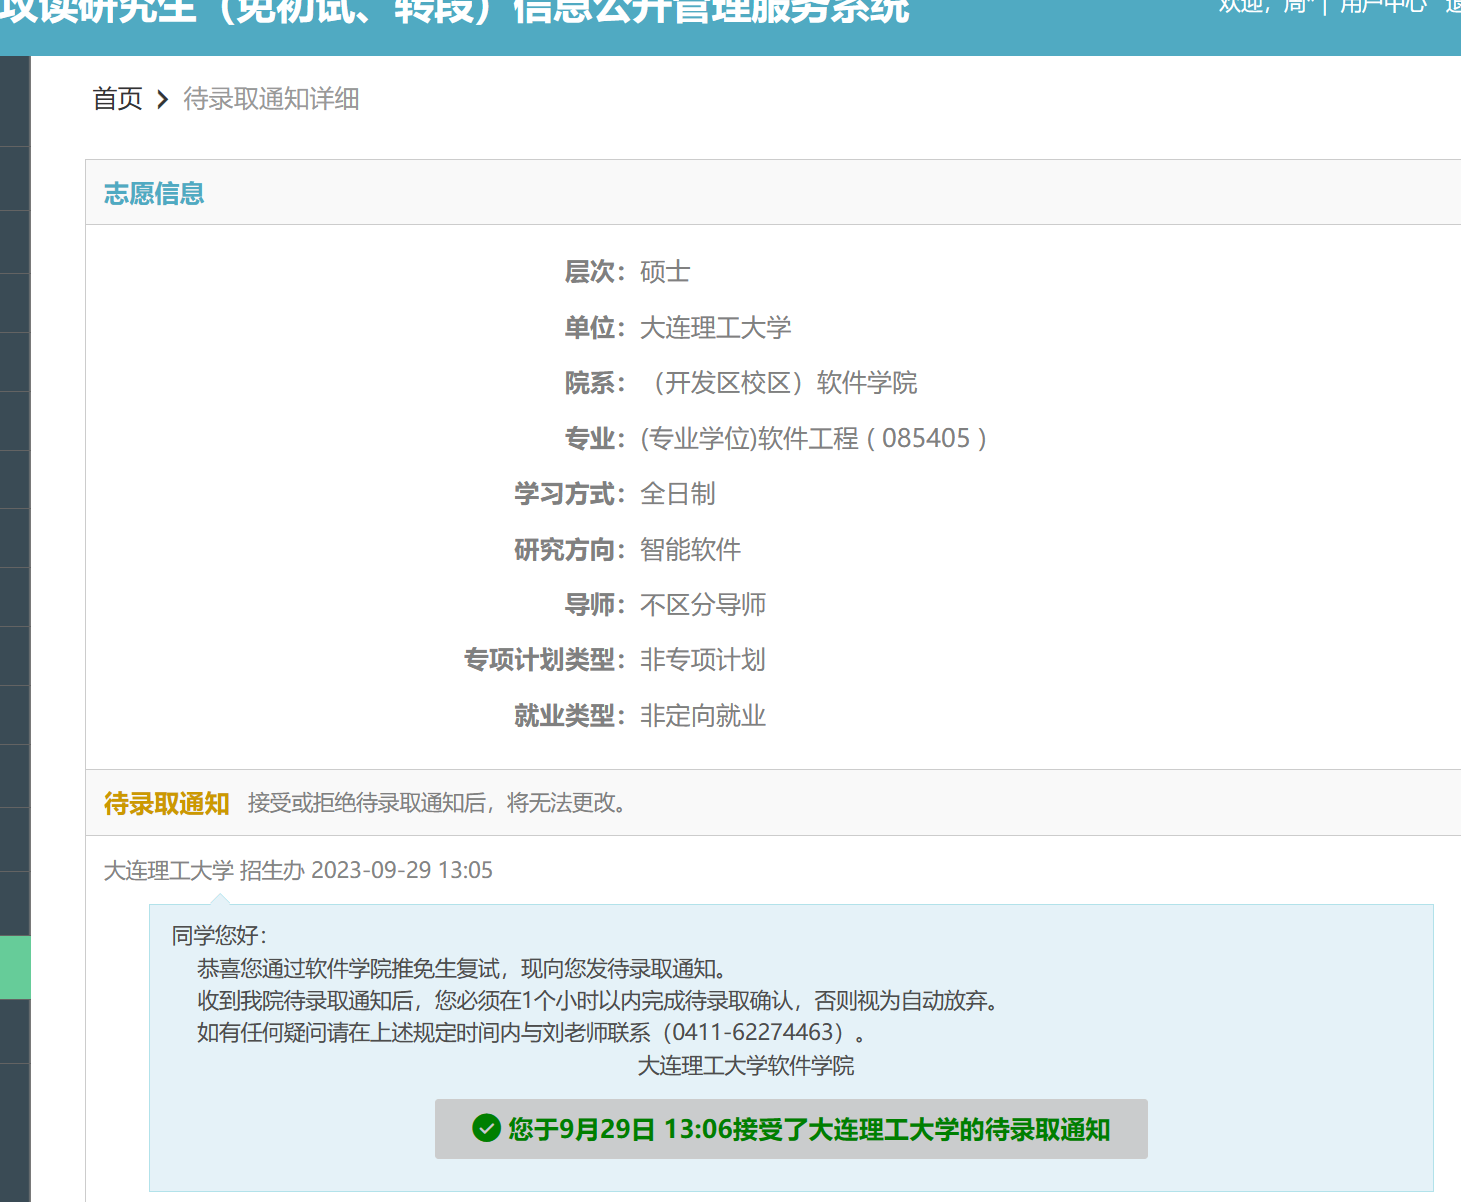 攻读研究生（免初试、转段）信息公开管理服务系统
欢迎，周* | 用户中心 退
首页 > 待录取通知详细
志愿信息
层次：硕士
单位：大连理工大学
院系：（开发区校区）软件学院
专业：(专业学位)软件工程 ( 085405 )
学习方式：全日制
研究方向：智能软件
导师：不区分导师
专项计划类型：非专项计划
就业类型：非定向就业
待录取通知 接受或拒绝待录取通知后，将无法更改。
大连理工大学 招生办 2023-09-29 13:05
同学您好：
恭喜您通过软件学院推免生复试，现向您发待录取通知。
收到我院待录取通知后，您必须在1个小时以内完成待录取确认，否则视为自动放弃。
如有任何疑问请在上述规定时间内与刘老师联系（0411-62274463）。
大连理工大学软件学院
您于9月29日 13:06接受了大连理工大学的待录取通知